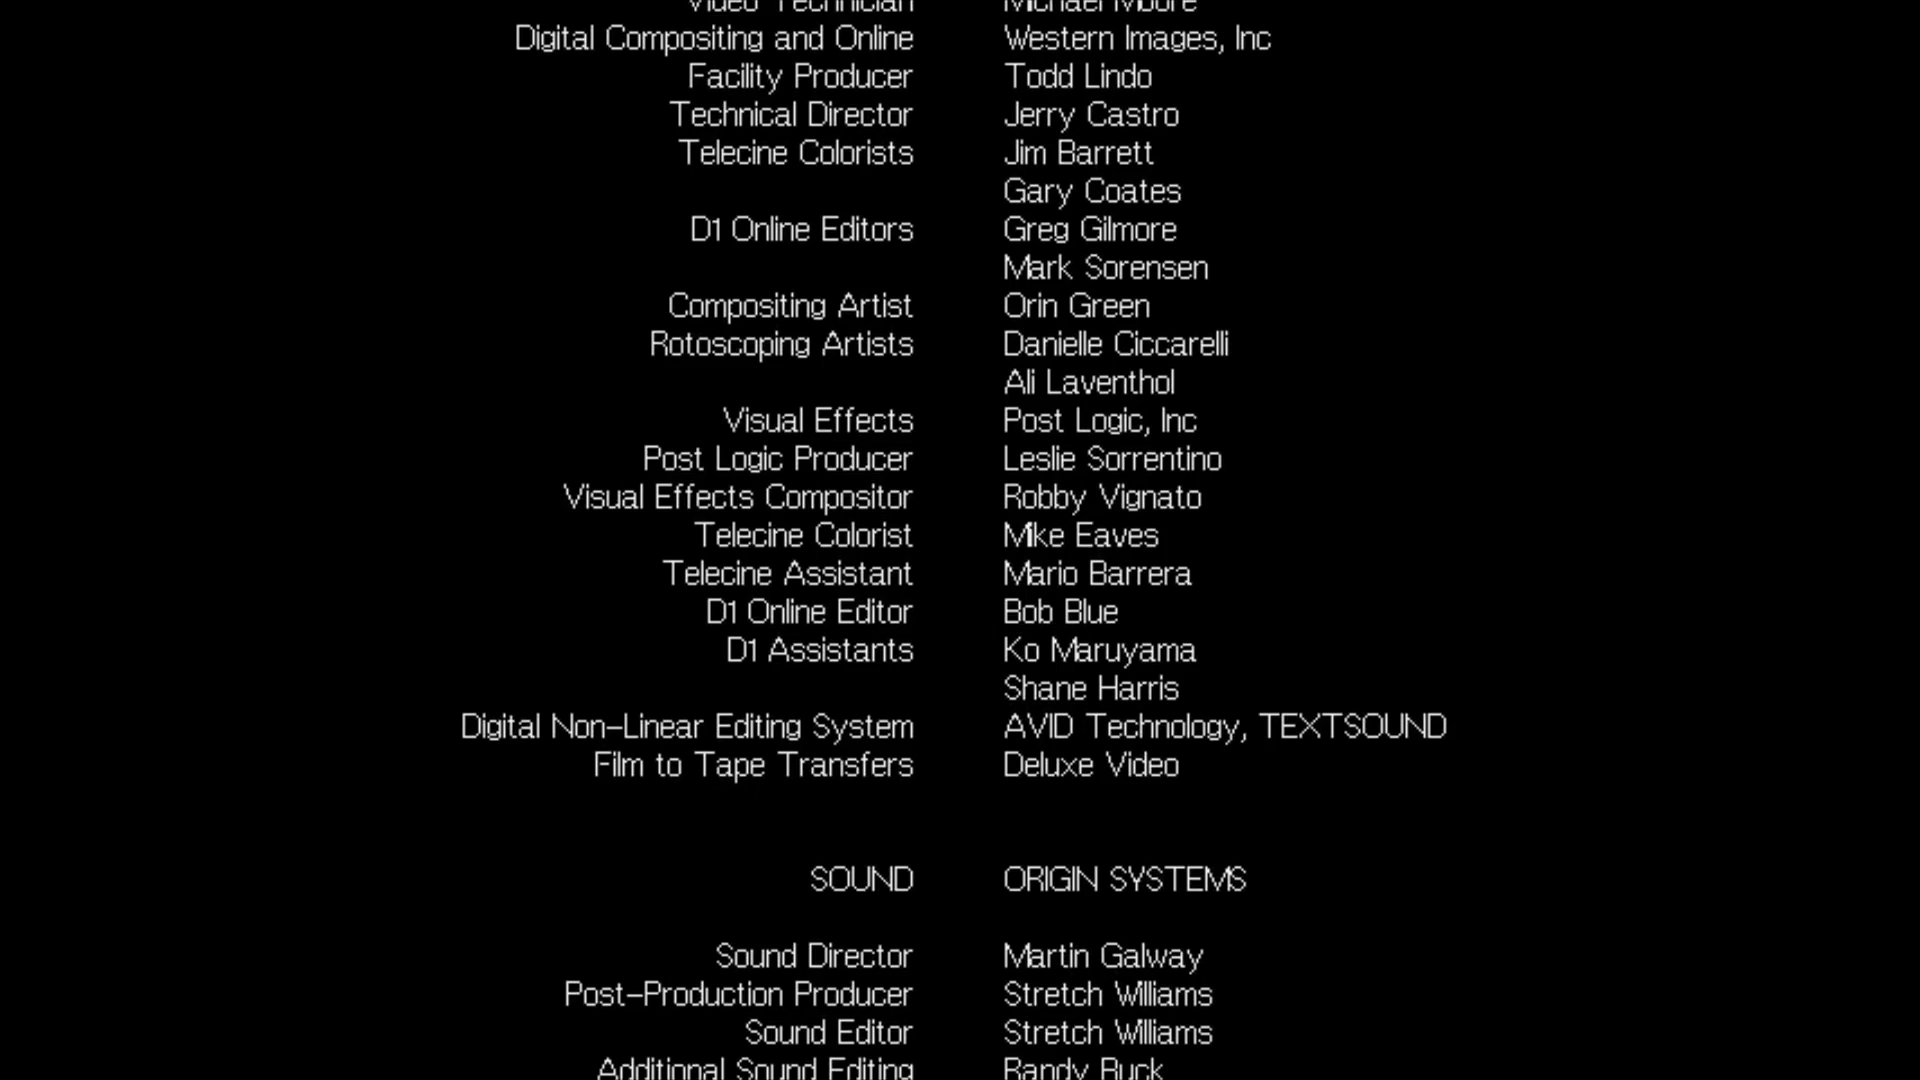 Video Technician Michael Moore
Digital Compositing and Online Western Images, Inc
Facility Producer Todd Lindo
Technical Director Jerry Castro
Telecine Colorists Jim Barrett
Gary Coates
D1 Online Editors Greg Gilmore
Mark Sorensen
Compositing Artist Orin Green
Rotoscoping Artists Danielle Ciccarelli
Ali Laventhol
Visual Effects Post Logic, Inc
Post Logic Producer Leslie Sorrentino
Visual Effects Compositor Robby Vignato
Telecine Colorist Mike Eaves
Telecine Assistant Mario Barrera
D1 Online Editor Bob Blue
D1 Assistants Ko Maruyama
Shane Harris
Digital Non-Linear Editing System AVID Technology, TEXTSOUND
Film to Tape Transfers Deluxe Video
SOUND ORIGIN SYSTEMS
Sound Director Martin Galway
Post-Production Producer Stretch Williams
Sound Editor Stretch Williams
Additional Sound Editing Randy Buck